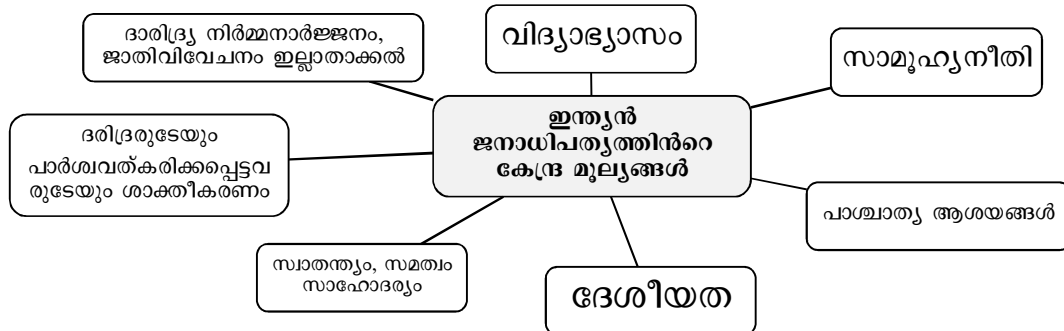 ദാരിദ്ര്യ നിർമ്മനാർജ്ജനം,
ജാതിവിവേചനം ഇല്ലാതാക്കൽ
വിദ്യാഭ്യാസം
സാമൂഹ്യനീതി
ഇന്ത്യൻ
ജനാധിപത്യത്തിൻറെ
കേന്ദ്ര മൂല്യങ്ങൾ
ദരിദ്രരുടേയും
പാർശ്വവത്കരിക്കപ്പെട്ടവ
രുടേയും ശാക്തീകരണം
പാശ്ചാത്യ ആശയങ്ങൾ
സ്വാതന്ത്യം, സമത്വം
സാഹോദര്യം
ദേശീയത